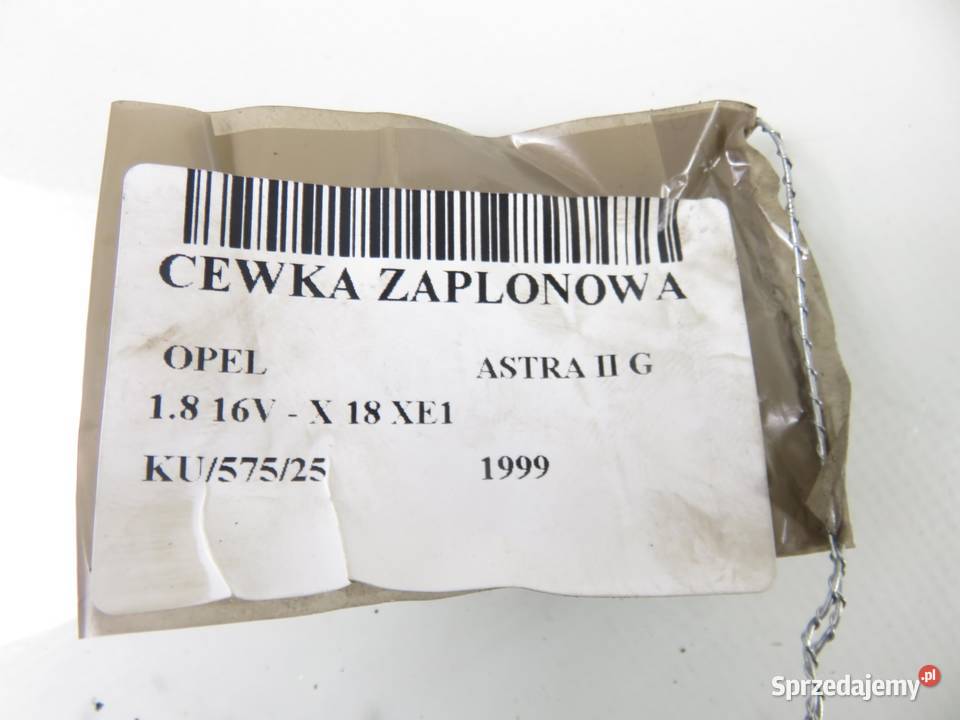 CEWKA ZAPLONOWA
OPEL ASTRA II G
1.8 16V - X 18 XE1
KU/575/25 1999
Sprzedajemy.pl